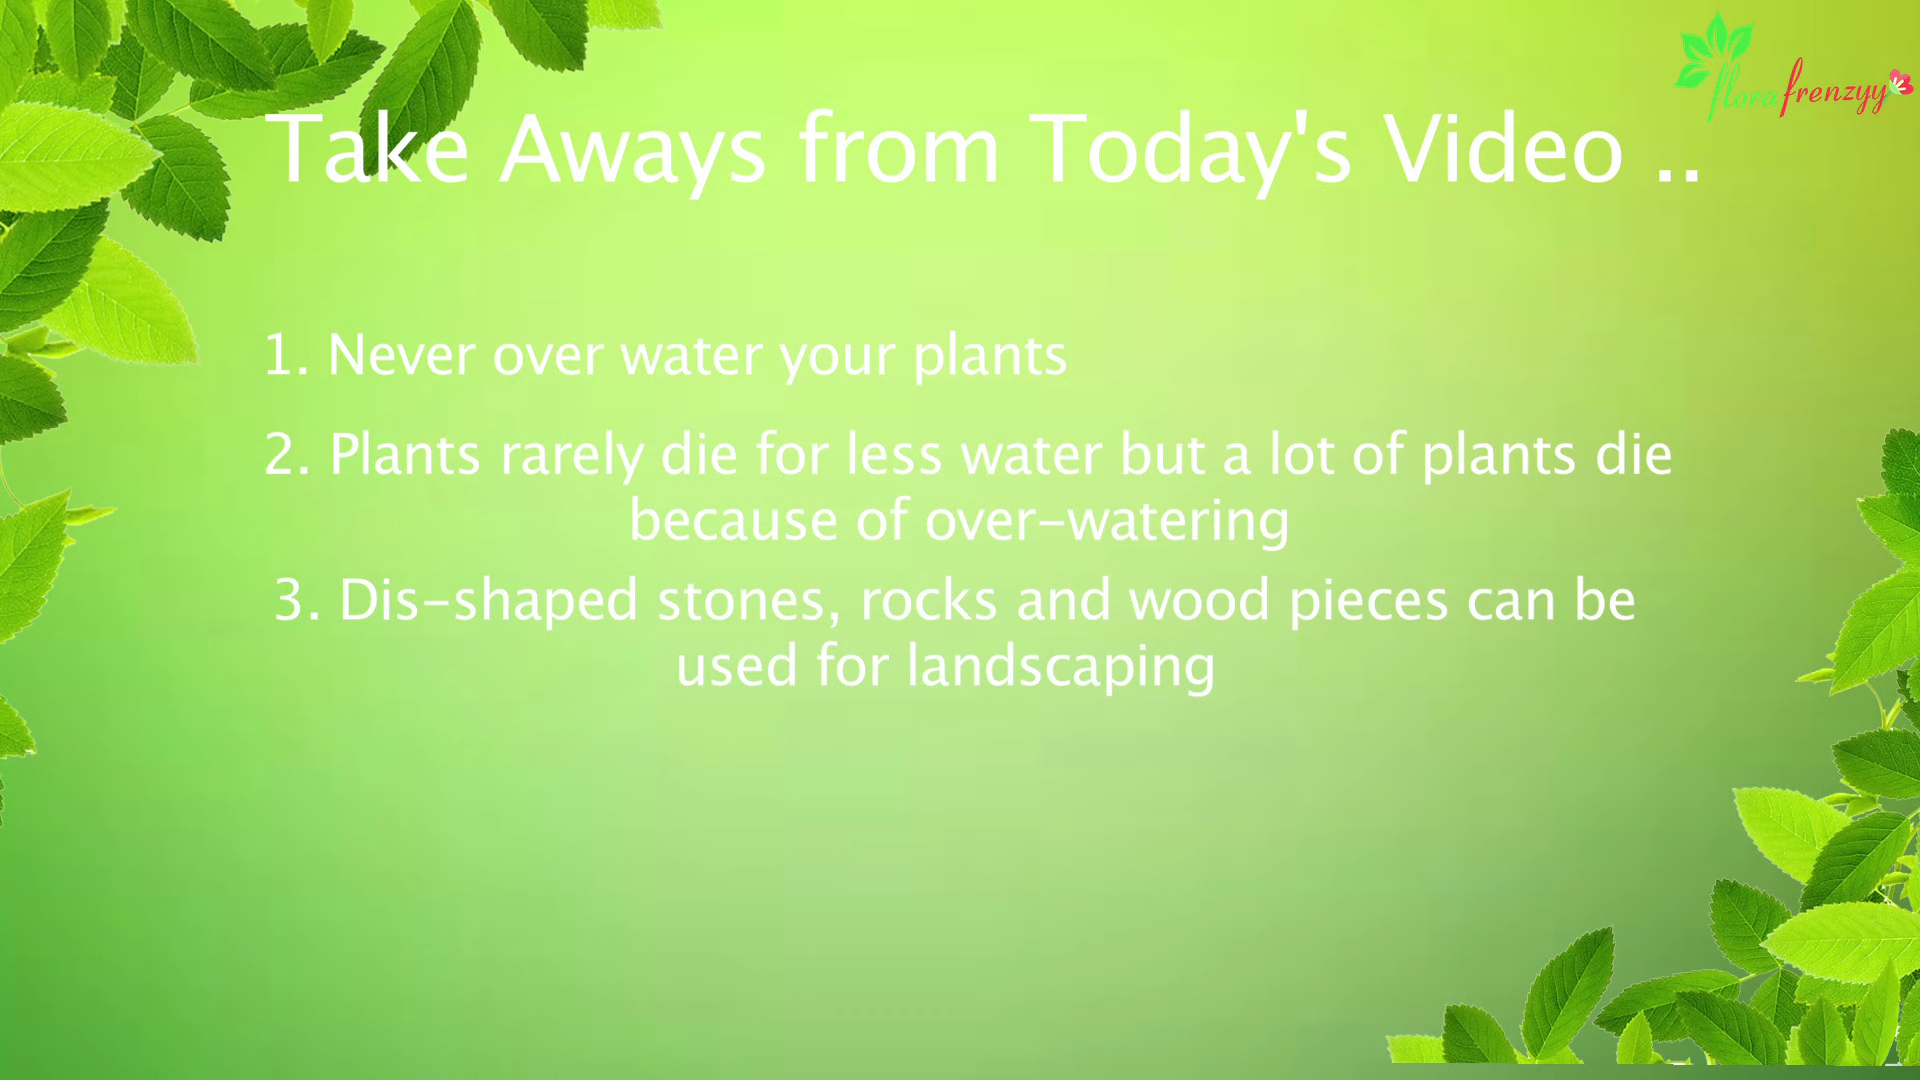 florafrenzyy
Take Aways from Today's Video ..
1. Never over water your plants
2. Plants rarely die for less water but a lot of plants die
because of over-watering
3. Dis-shaped stones, rocks and wood pieces can be
used for landscaping